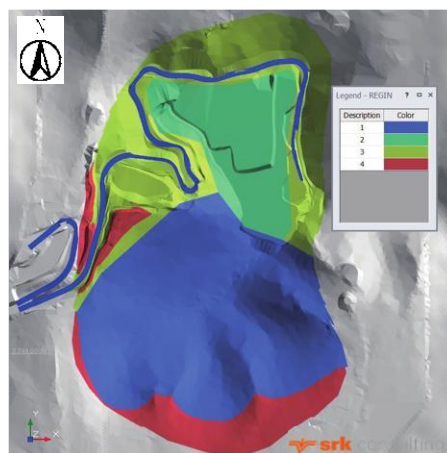 N
Legend - REGIN
Description Color
1
2
3
4
Y
Z X
srk consulting